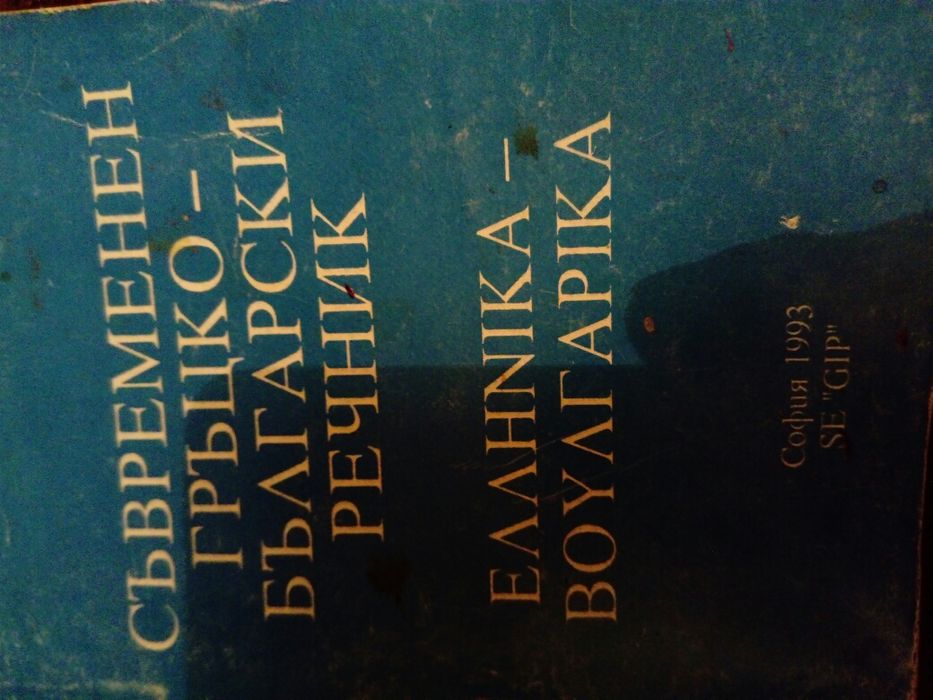 СЪВРЕМЕНЕН
ГРЪЦКО –
БЪЛГАРСКИ
РЕЧНИК
ΕΛΛΗΝΙΚΑ –
ΒΟΥΛΓΑΡΙΚΑ
София 1993
SE "GIP"